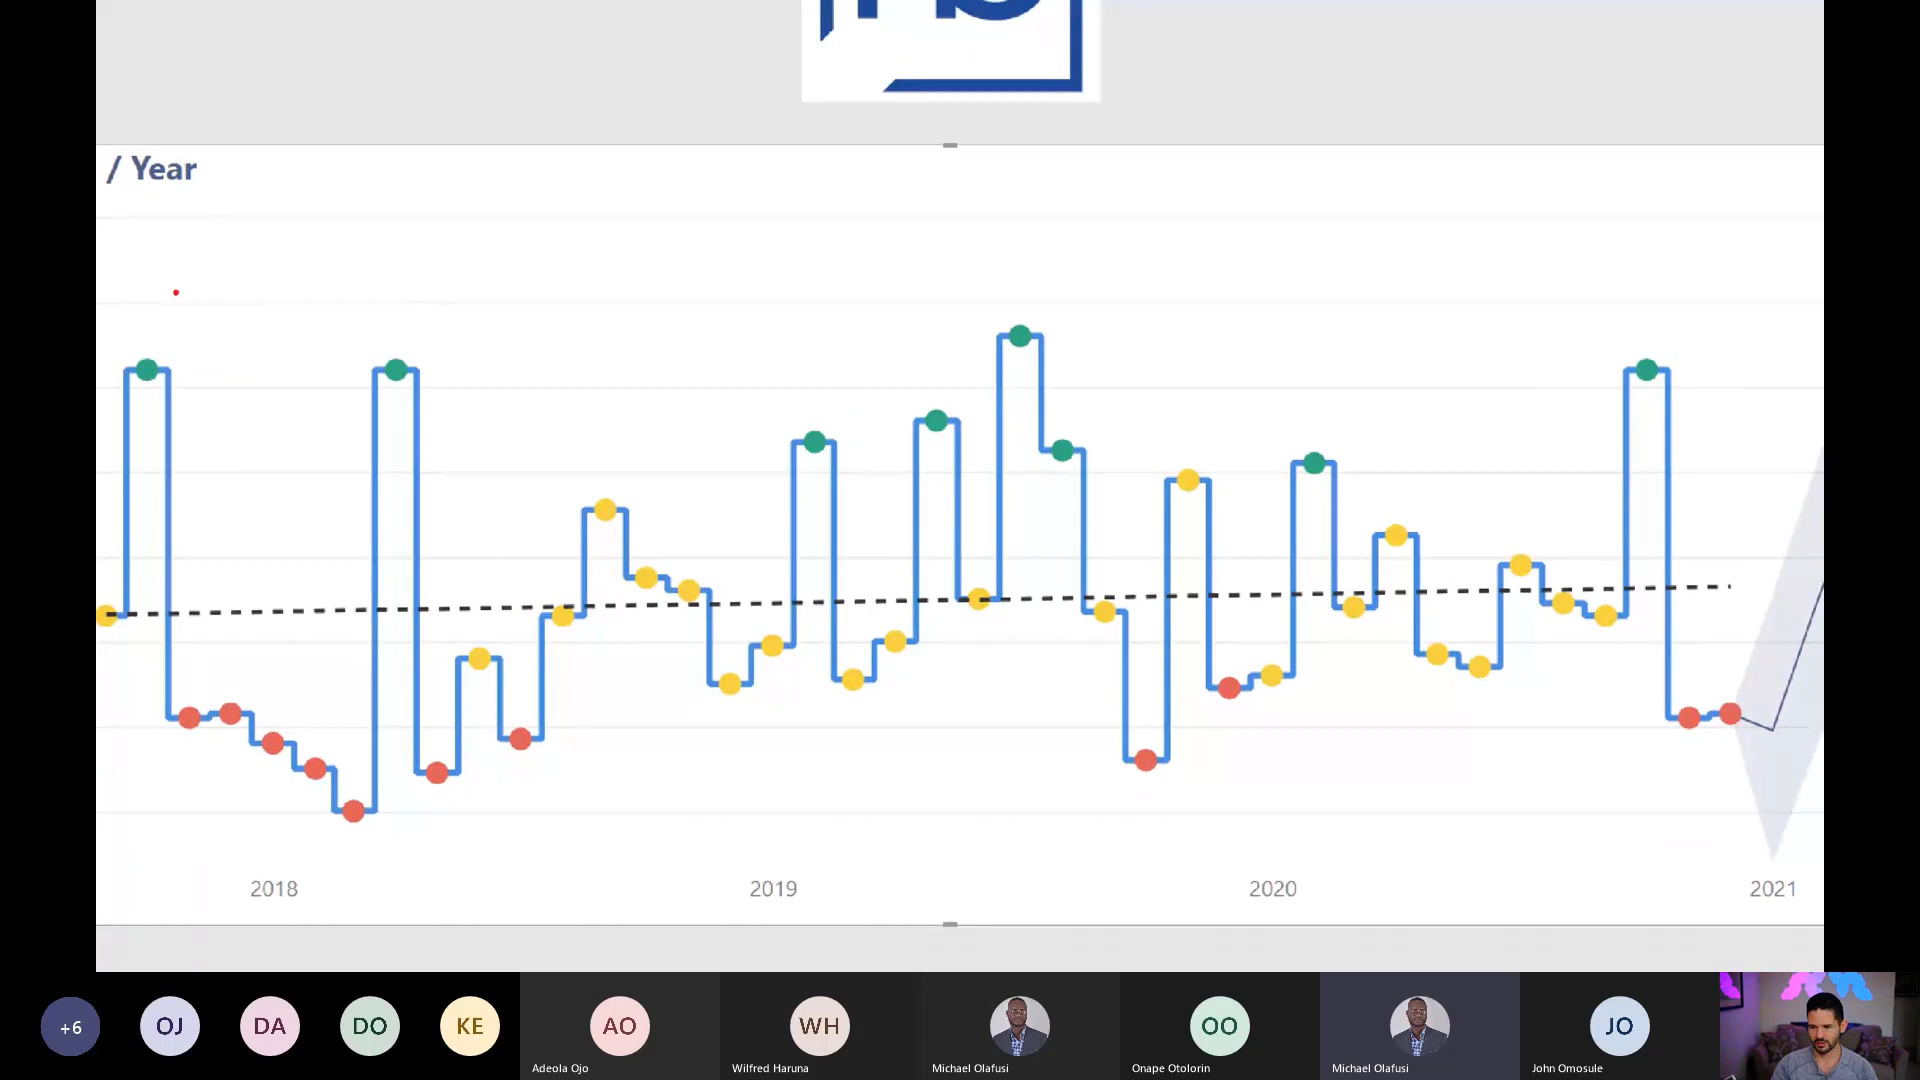 / Year
2018
2019
2020
2021
+6
OJ
DA
DO
KE
AO
WH
OO
JO
Adeola Ojo
Wilfred Haruna
Michael Olafusi
Onape Otolorin
Michael Olafusi
John Omosule